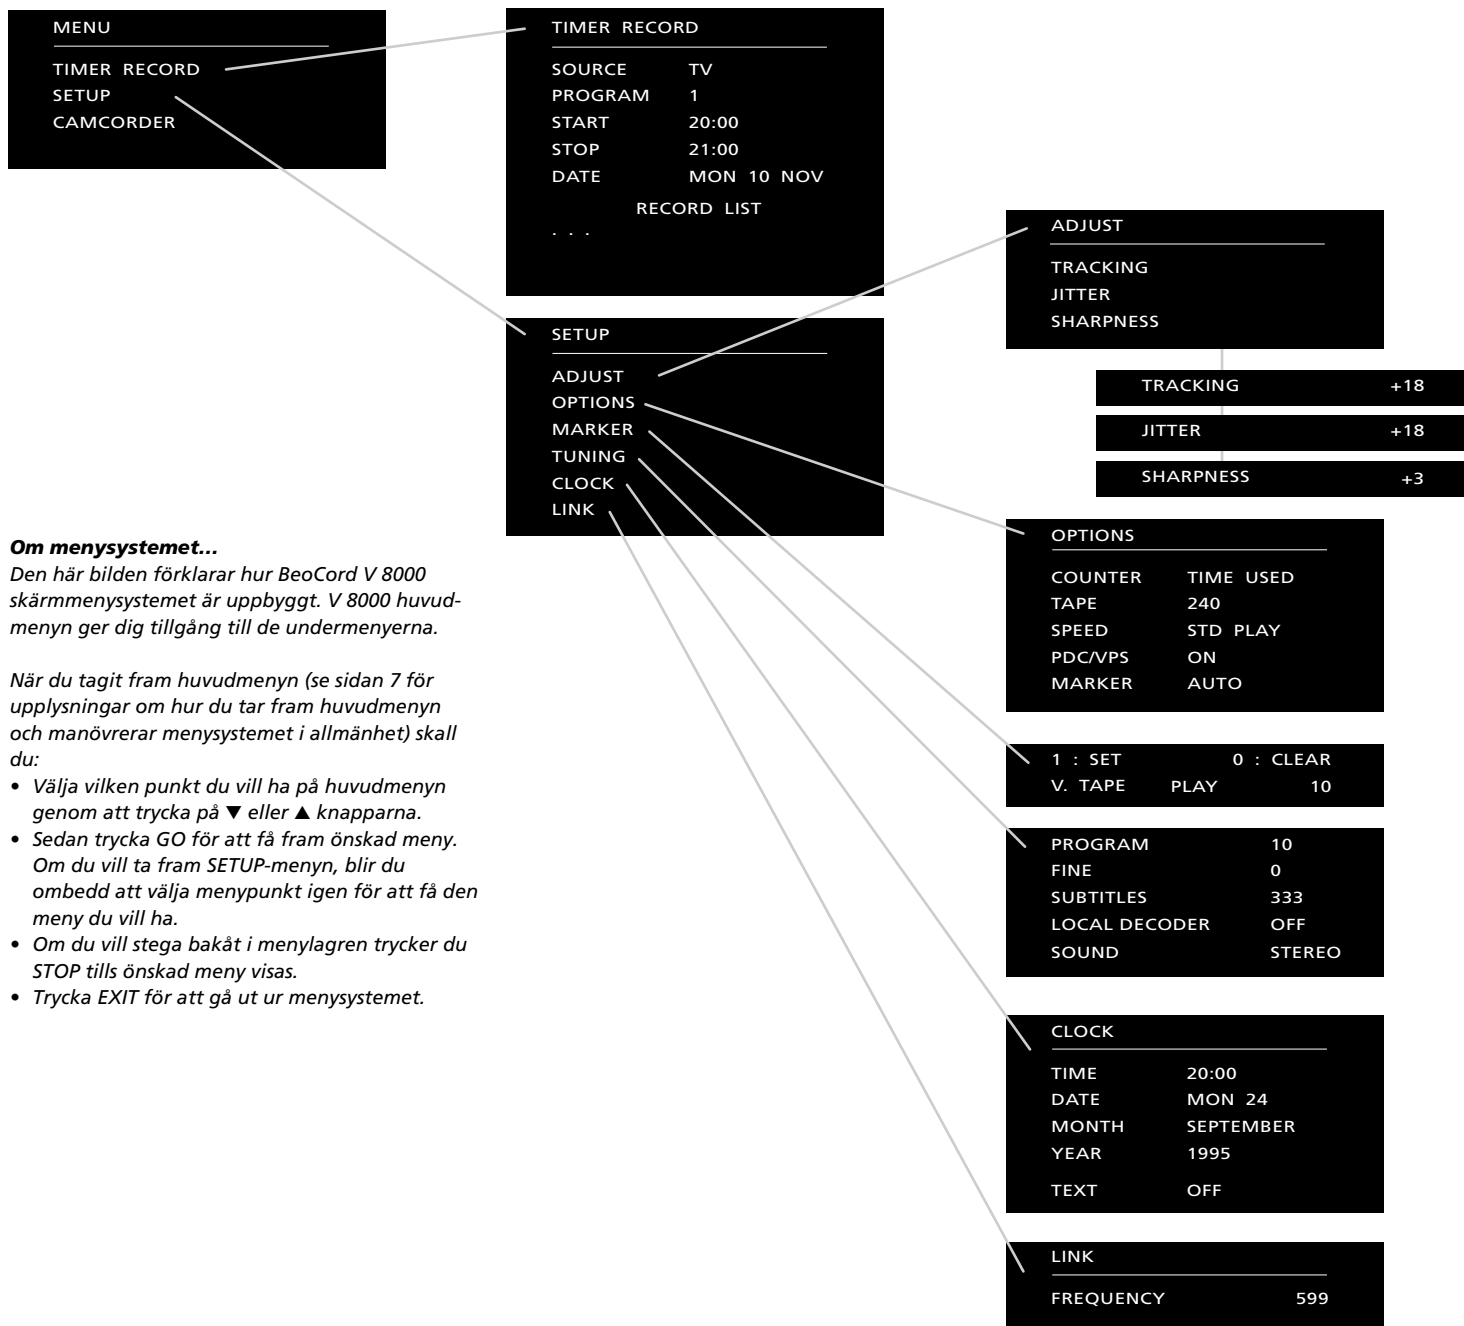 MENU
TIMER RECORD
SETUP
CAMCORDER
TIMER RECORD
SOURCE TV
PROGRAM 1
START 20:00
STOP 21:00
DATE MON 10 NOV
RECORD LIST
. . .
SETUP
ADJUST
OPTIONS
MARKER
TUNING
CLOCK
LINK
ADJUST
TRACKING
JITTER
SHARPNESS
TRACKING +18
JITTER +18
SHARPNESS +3
OPTIONS
COUNTER TIME USED
TAPE 240
SPEED STD PLAY
PDC/VPS ON
MARKER AUTO
1 : SET 0 : CLEAR
V. TAPE PLAY 10
PROGRAM 10
FINE 0
SUBTITLES 333
LOCAL DECODER OFF
SOUND STEREO
CLOCK
TIME 20:00
DATE MON 24
MONTH SEPTEMBER
YEAR 1995
TEXT OFF
LINK
FREQUENCY 599
Om menysystemet...
Den här bilden förklarar hur BeoCord V 8000
skärmmenysystemet är uppbyggt. V 8000 huvud-
menyn ger dig tillgång till de undermenyerna.
När du tagit fram huvudmenyn (se sidan 7 för
upplysningar om hur du tar fram huvudmenyn
och manövrerar menysystemet i allmänhet) skall
du:
• Välja vilken punkt du vill ha på huvudmenyn
genom att trycka på ▼ eller ▲ knapparna.
• Sedan trycka GO för att få fram önskad meny.
Om du vill ta fram SETUP-menyn, blir du
ombedd att välja menypunkt igen för att få den
meny du vill ha.
• Om du vill stega bakåt i menylagren trycker du
STOP tills önskad meny visas.
• Trycka EXIT för att gå ut ur menysystemet.